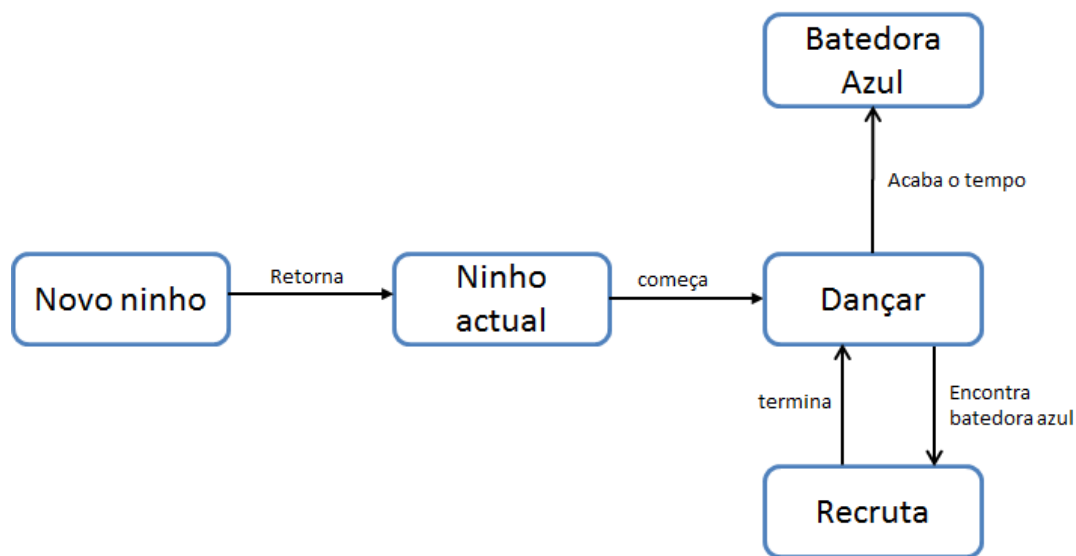 Batedora
Azul
Acaba o tempo
Novo ninho
Retorna
Ninho
actual
começa
Dançar
termina
Encontra
batedora azul
Recruta